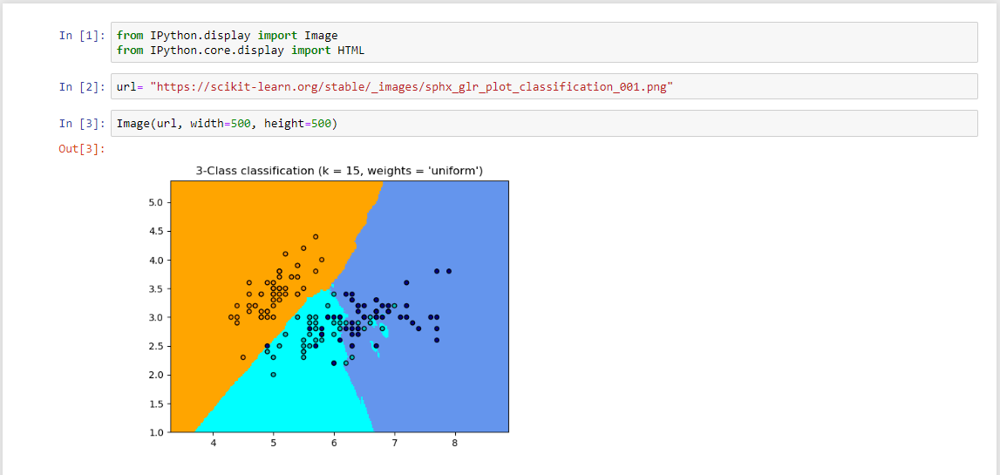 In [1]: from IPython.display import Image
from IPython.core.display import HTML
In [2]: url= "https://scikit-learn.org/stable/_images/sphx_glr_plot_classification_001.png"
In [3]: Image(url, width=500, height=500)
Out[3]:
3-Class classification (k = 15, weights = 'uniform')
5.0
4.5
4.0
3.5
3.0
2.5
2.0
1.5
1.0
4 5 6 7 8